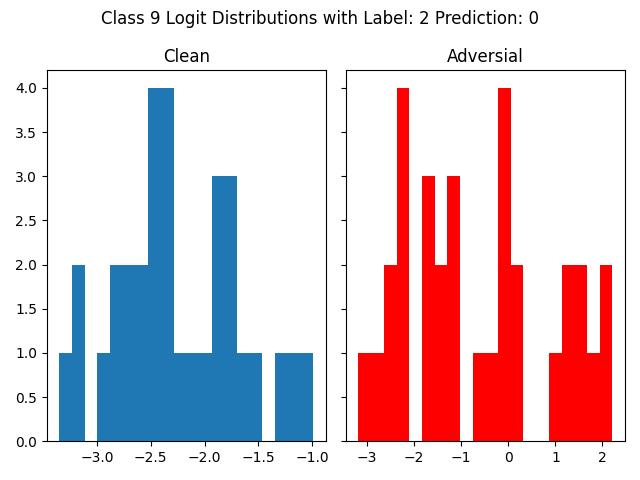 Class 9 Logit Distributions with Label: 2 Prediction: 0
Clean
Adversial
4.0
3.5
3.0
2.5
2.0
1.5
1.0
0.5
0.0
−3.0 −2.5 −2.0 −1.5 −1.0
−3 −2 −1 0 1 2